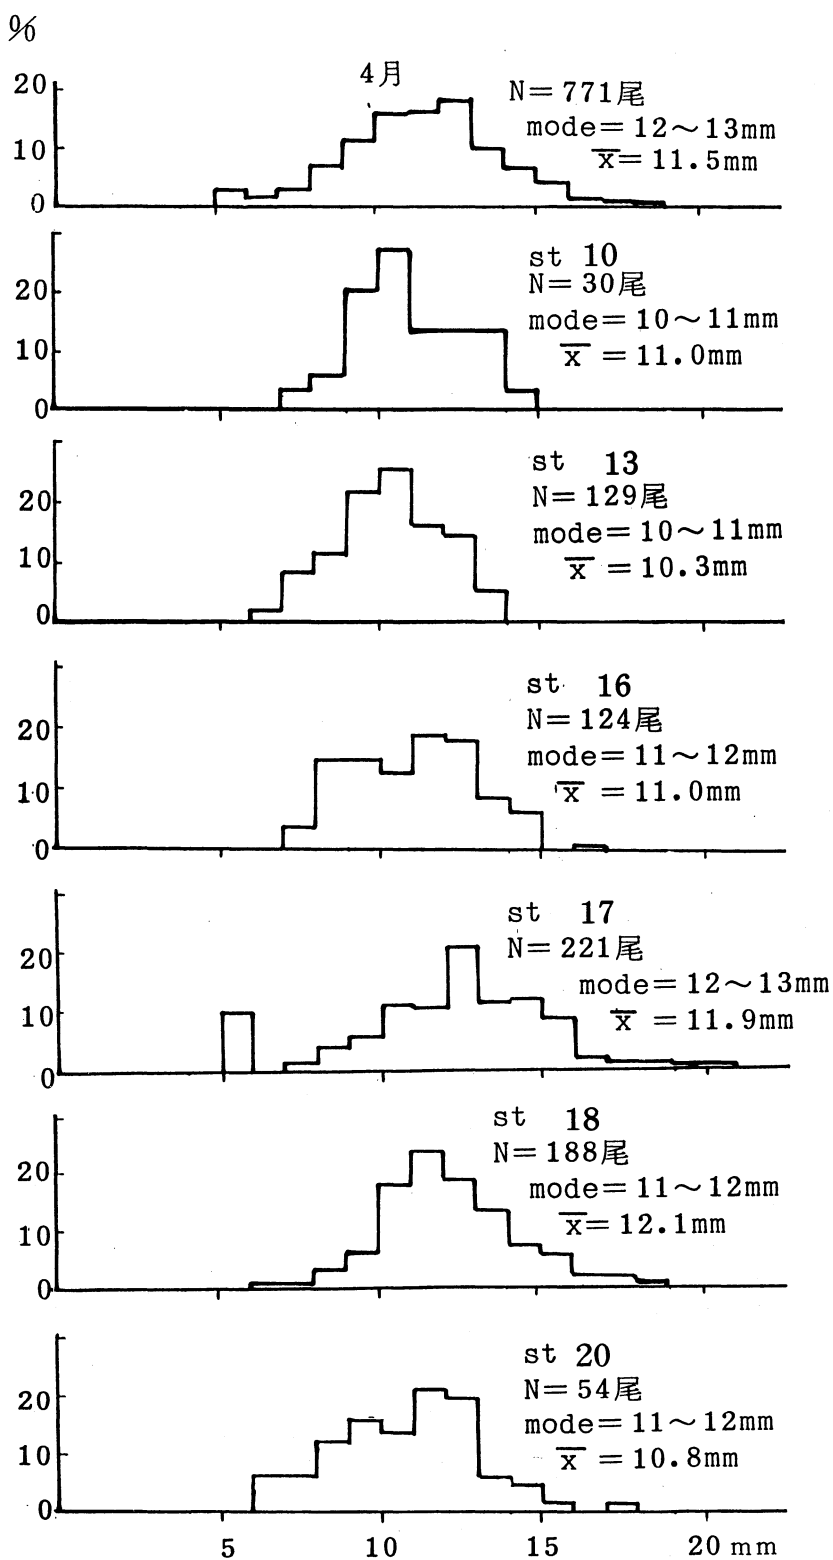 %
4月
20
10
0
N=771尾
mode=12〜13mm
x̄=11.5mm
20
10
0
st 10
N=30尾
mode=10〜11mm
x̄=11.0mm
20
10
0
st 13
N=129尾
mode=10〜11mm
x̄=10.3mm
20
10
0
st 16
N=124尾
mode=11〜12mm
x̄=11.0mm
20
10
0
st 17
N=221尾
mode=12〜13mm
x̄=11.9mm
20
10
0
st 18
N=188尾
mode=11〜12mm
x̄=12.1mm
20
10
0
st 20
N=54尾
mode=11〜12mm
x̄=10.8mm
5 10 15 20 mm